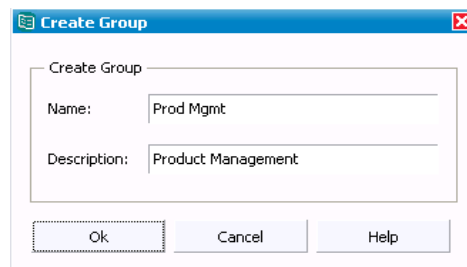 Create Group
Create Group
Name: Prod Mgmt
Description: Product Management
Ok Cancel Help